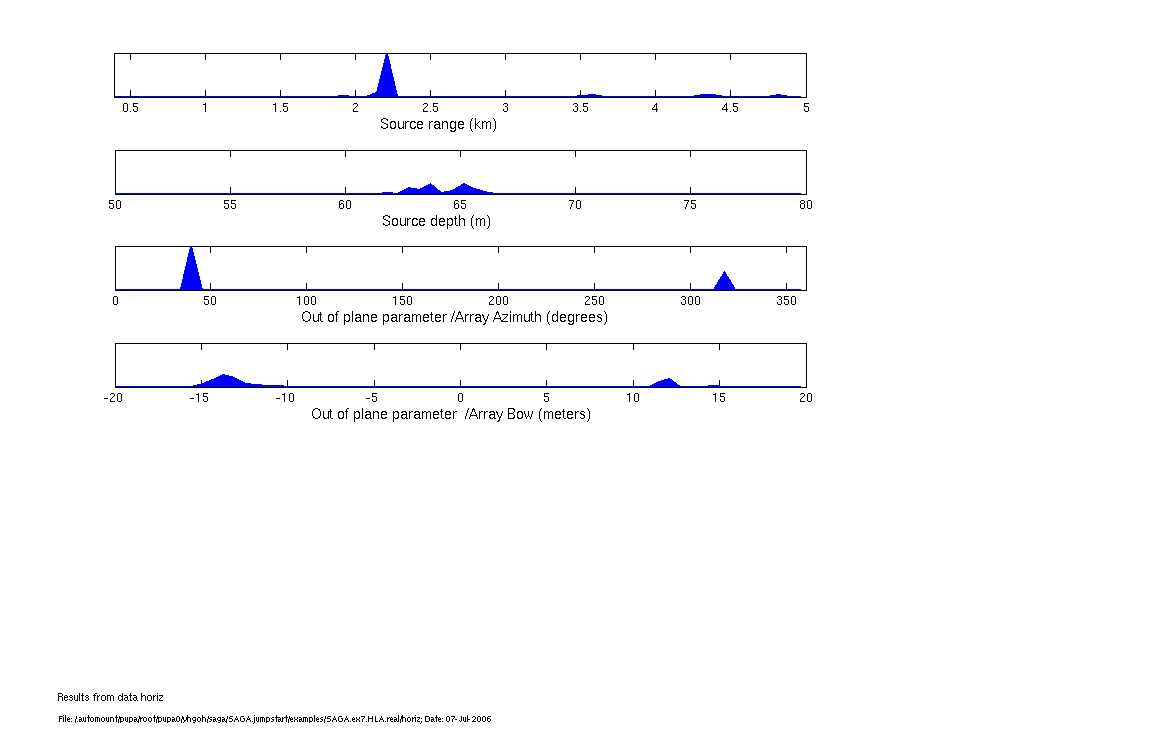 0.5 1 1.5 2 2.5 3 3.5 4 4.5 5
Source range (km)
50 55 60 65 70 75 80
Source depth (m)
0 50 100 150 200 250 300 350
Out of plane parameter /Array Azimuth (degrees)
-20 -15 -10 -5 0 5 10 15 20
Out of plane parameter /Array Bow (meters)
Results from data horiz
File: /.automount/pupa/root/pupa0/vhgoh/saga/SAGA.jumpstart/examples/SAGA.ex7.HLA.real/horiz; Date: 07-Jul-2006